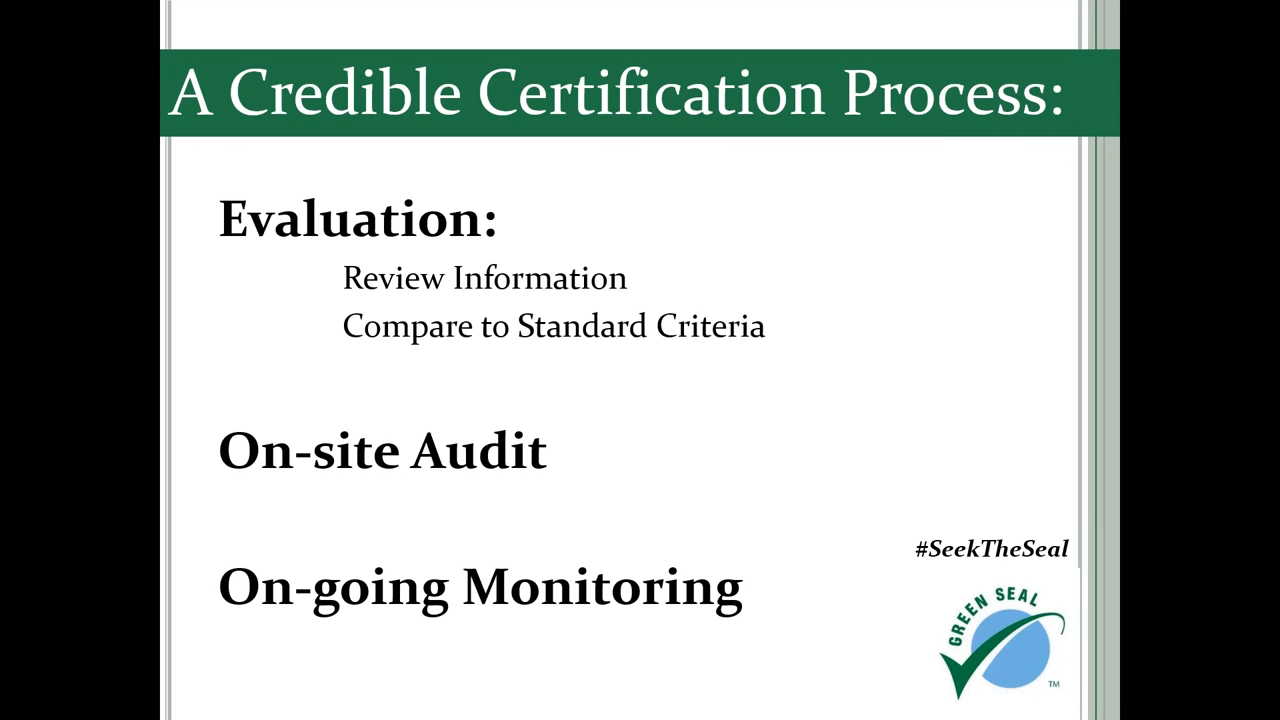 A Credible Certification Process:
Evaluation:
Review Information
Compare to Standard Criteria
On-site Audit
On-going Monitoring
#SeekTheSeal
GREEN SEAL
TM